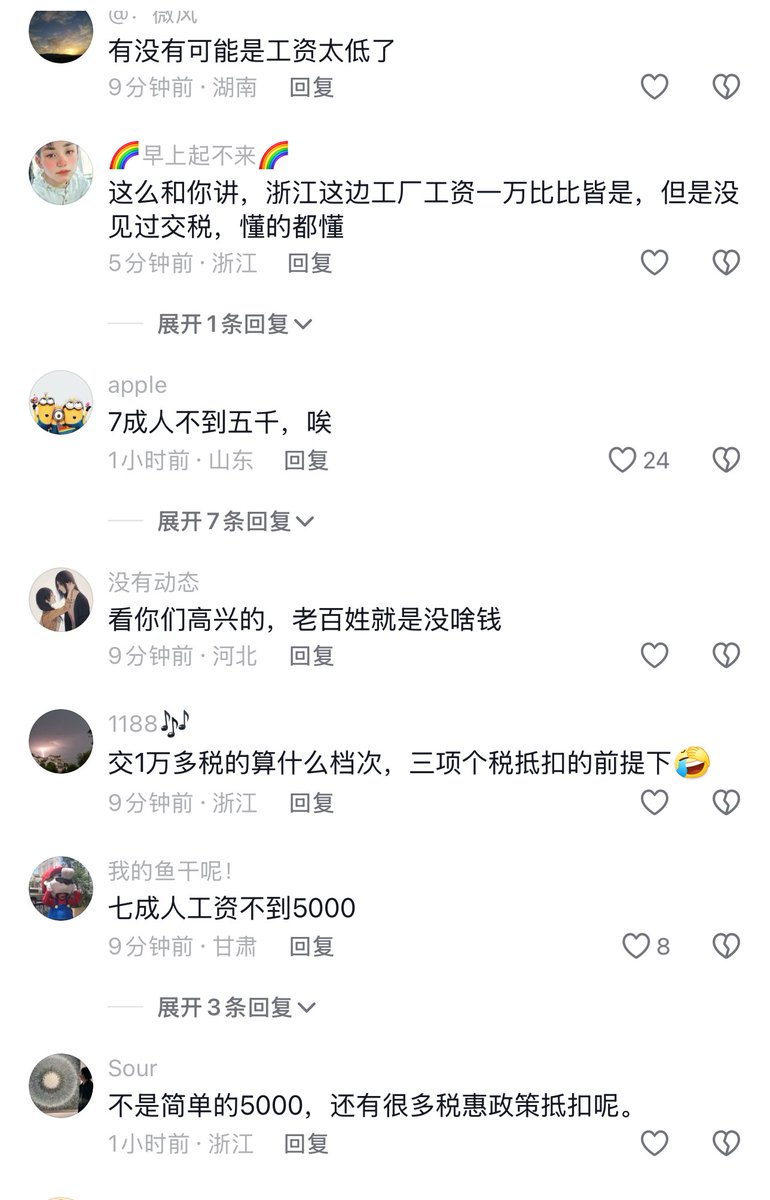 @. 微风
有没有可能是工资太低了
9分钟前 · 湖南 回复
🌈早上起不来🌈
这么和你讲，浙江这边工厂工资一万比比皆是，但是没
见过交税，懂的都懂
5分钟前 · 浙江 回复
展开1条回复
apple
7成人不到五千，唉
1小时前 · 山东 回复 24
展开7条回复
没有动态
看你们高兴的，老百姓就是没啥钱
9分钟前 · 河北 回复
1188🎶
交1万多税的算什么档次，三项个税抵扣的前提下🤣
9分钟前 · 浙江 回复
我的鱼干呢！
七成人工资不到5000
9分钟前 · 甘肃 回复 8
展开3条回复
Sour
不是简单的5000，还有很多税惠政策抵扣呢。
1小时前 · 浙江 回复